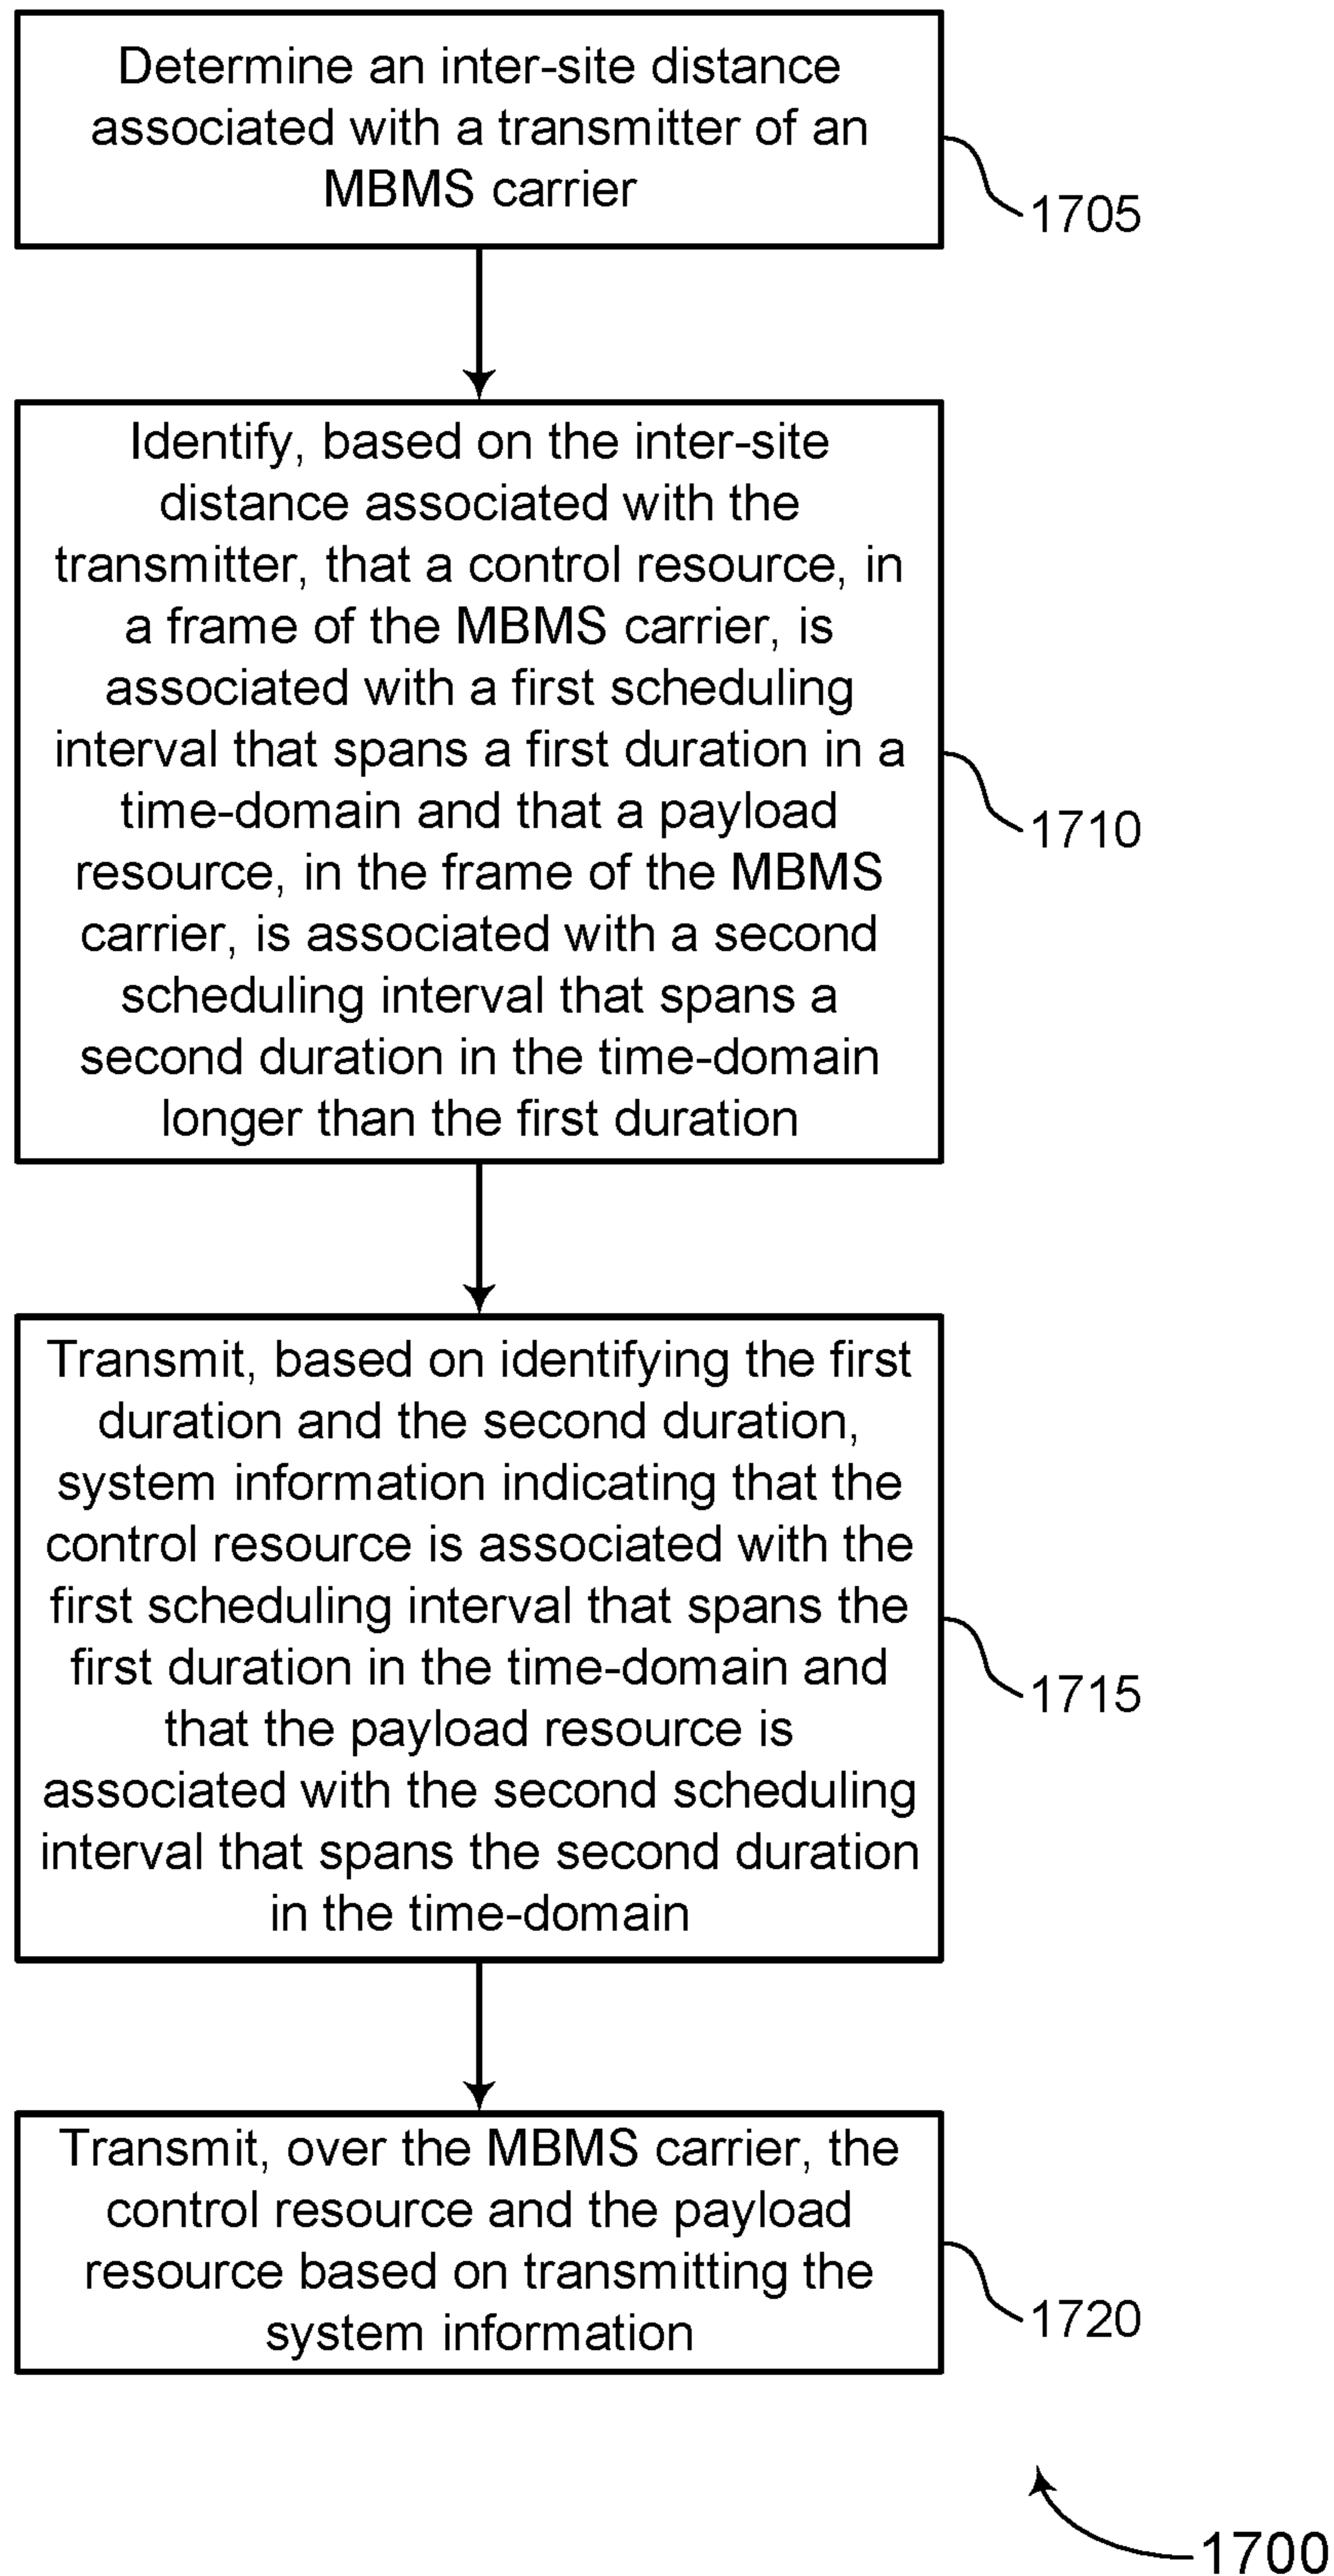 Determine an inter-site distance
associated with a transmitter of an
MBMS carrier
1705
Identify, based on the inter-site
distance associated with the
transmitter, that a control resource, in
a frame of the MBMS carrier, is
associated with a first scheduling
interval that spans a first duration in a
time-domain and that a payload
resource, in the frame of the MBMS
carrier, is associated with a second
scheduling interval that spans a
second duration in the time-domain
longer than the first duration
1710
Transmit, based on identifying the first
duration and the second duration,
system information indicating that the
control resource is associated with the
first scheduling interval that spans the
first duration in the time-domain and
that the payload resource is
associated with the second scheduling
interval that spans the second duration
in the time-domain
1715
Transmit, over the MBMS carrier, the
control resource and the payload
resource based on transmitting the
system information
1720
1700